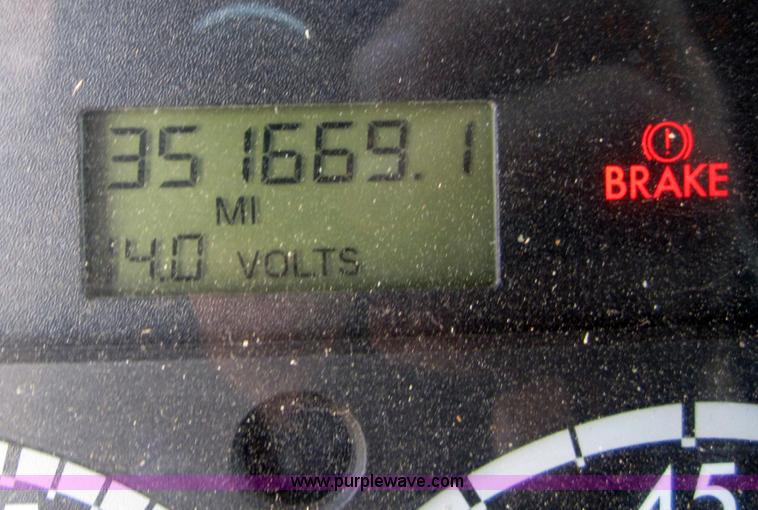 351669.1
MI
14.0 VOLTS
BRAKE
45
www.purplewave.com